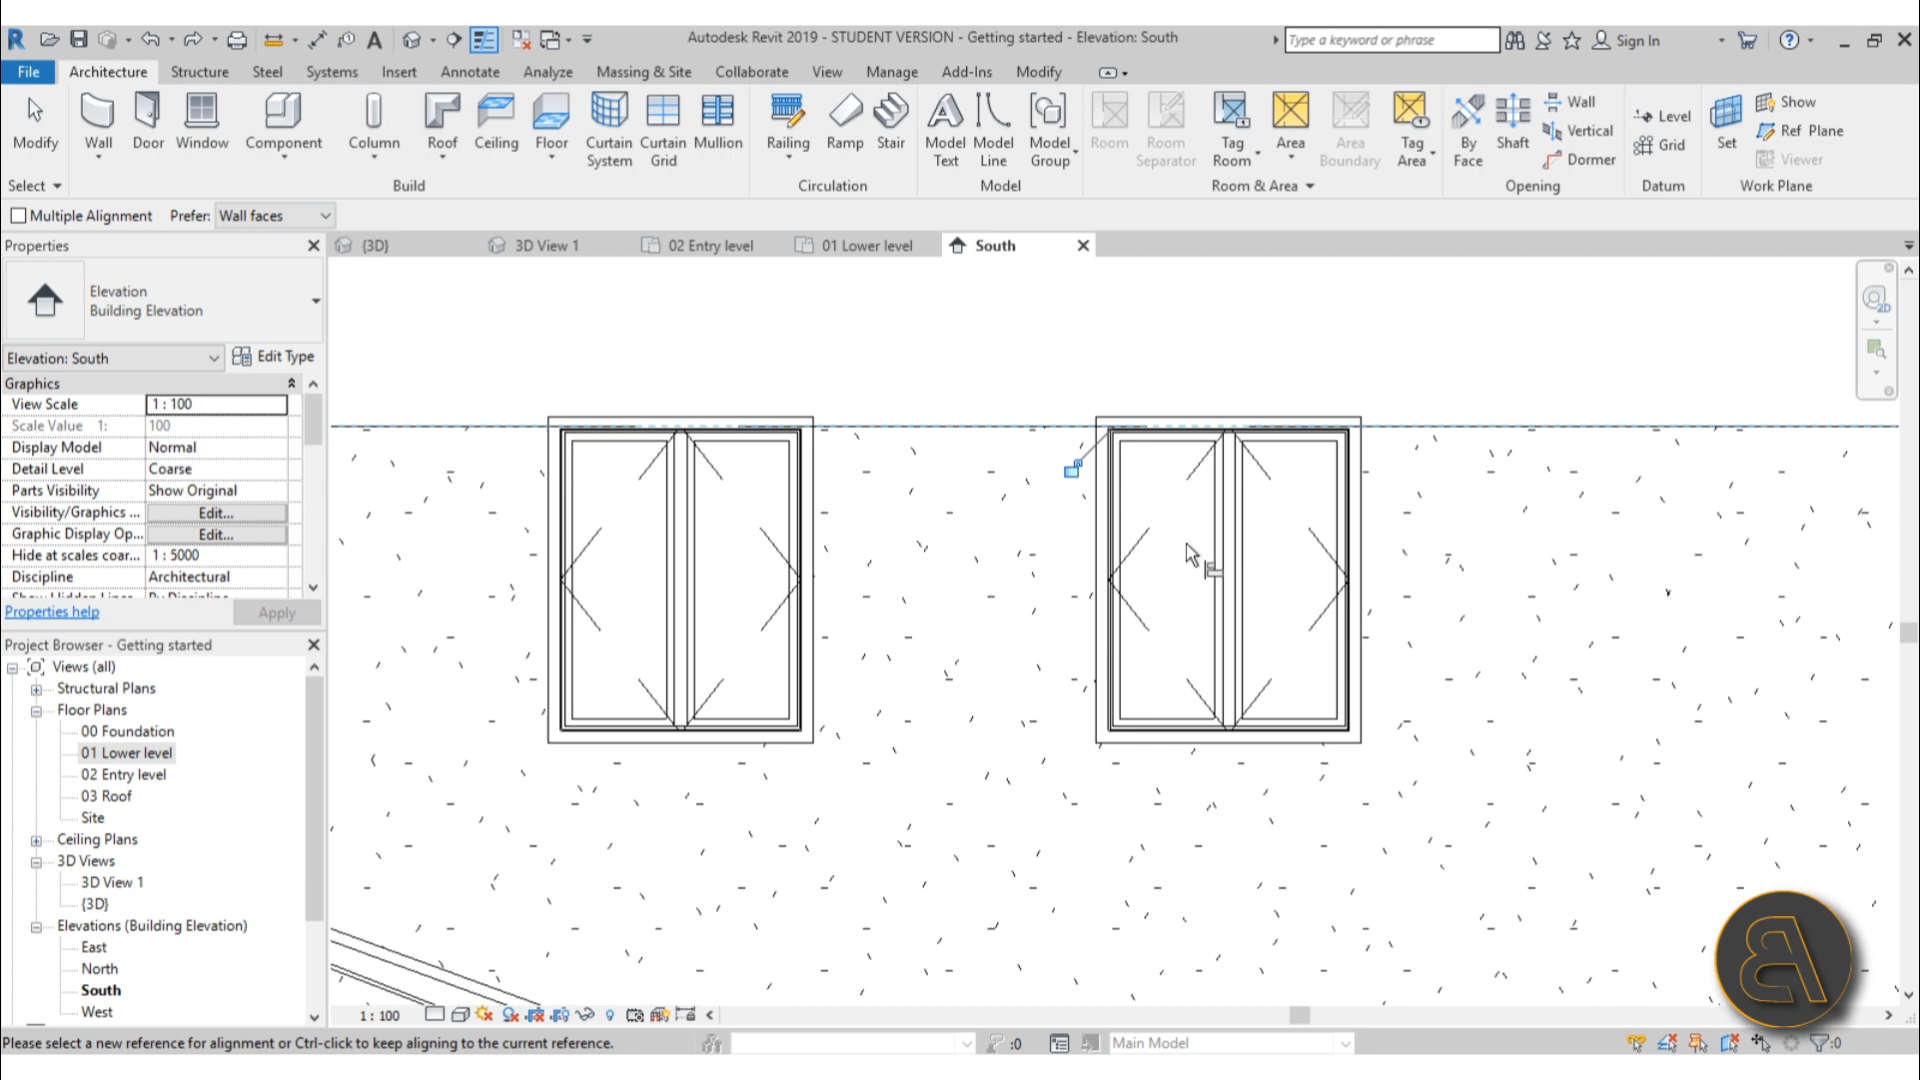 Autodesk Revit 2019 - STUDENT VERSION - Getting started - Elevation: South
Type a keyword or phrase
Sign In
File Architecture Structure Steel Systems Insert Annotate Analyze Massing & Site Collaborate View Manage Add-Ins Modify
Modify
Wall
Door
Window
Component
Column
Roof
Ceiling
Floor
Curtain System
Curtain Grid
Mullion
Railing
Ramp
Stair
Model Text
Model Line
Model Group
Room
Room Separator
Tag Room
Area
Area Boundary
Tag Area
By Face
Shaft
Wall
Vertical
Dormer
Level
Grid
Set
Show
Ref Plane
Viewer
Select Build Circulation Model Room & Area Opening Datum Work Plane
Multiple Alignment Prefer: Wall faces
Properties
{3D} 3D View 1 02 Entry level 01 Lower level South
Elevation
Building Elevation
Elevation: South Edit Type
Graphics
View Scale 1 : 100
Scale Value 1: 100
Display Model Normal
Detail Level Coarse
Parts Visibility Show Original
Visibility/Graphics ... Edit...
Graphic Display Op... Edit...
Hide at scales coar... 1 : 5000
Discipline Architectural
Show Hidden Lines By Discipline
Properties help Apply
Project Browser - Getting started
Views (all)
Structural Plans
Floor Plans
00 Foundation
01 Lower level
02 Entry level
03 Roof
Site
Ceiling Plans
3D Views
3D View 1
{3D}
Elevations (Building Elevation)
East
North
South
West
2D
1 : 100
Please select a new reference for alignment or Ctrl-click to keep aligning to the current reference.
:0
Main Model
:0